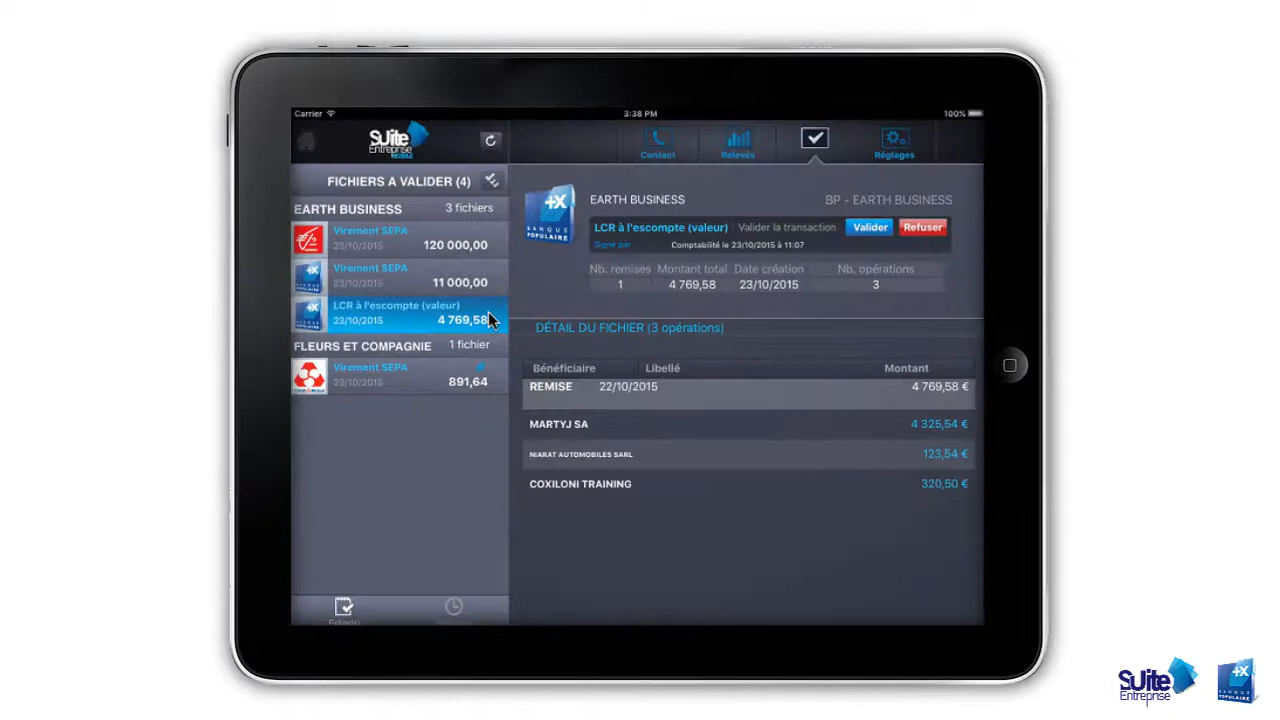 Carrier
3:38 PM
100%
SUite
Entreprise
MOBILE
Contact
Relevés
Réglages
FICHIERS A VALIDER (4)
EARTH BUSINESS 3 fichiers
Virement SEPA
23/10/2015 120 000,00
Virement SEPA
23/10/2015 11 000,00
LCR à l'escompte (valeur)
23/10/2015 4 769,58
FLEURS ET COMPAGNIE 1 fichier
Virement SEPA
23/10/2015 891,64
+X
BANQUE
POPULAIRE
EARTH BUSINESS BP - EARTH BUSINESS
LCR à l'escompte (valeur) Valider la transaction Valider Refuser
Signé par Comptabilité le 23/10/2015 à 11:07
Nb. remises Montant total Date création Nb. opérations
1 4 769,58 23/10/2015 3
DÉTAIL DU FICHIER (3 opérations)
Bénéficiaire Libellé Montant
REMISE 22/10/2015 4 769,58 €
MARTYJ SA 4 325,54 €
NIARAT AUTOMOBILES SARL 123,54 €
COXILONI TRAINING 320,50 €
SUite
Entreprise
+X
BANQUE
POPULAIRE